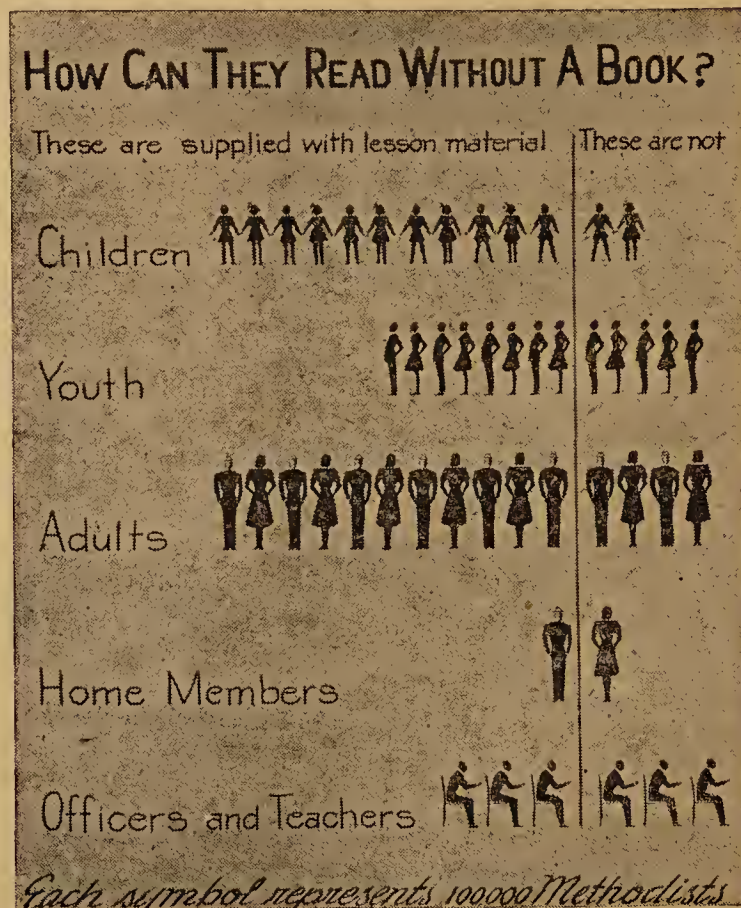 HOW CAN THEY READ WITHOUT A BOOK?
These are supplied with lesson material These are not
Children
Youth
Adults
Home Members
Officers and Teachers
Each symbol represents 100000 Methodists